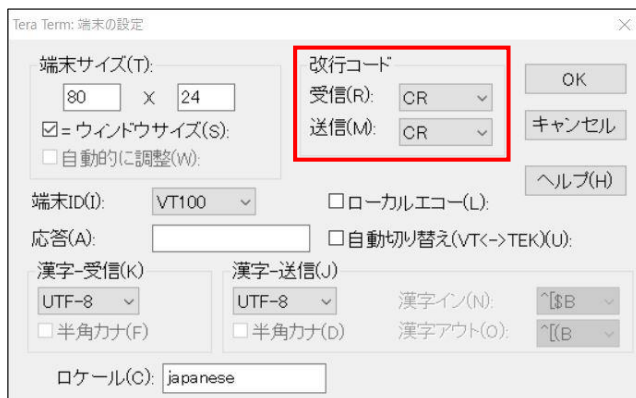 Tera Term: 端末の設定
端末サイズ(T):
80 X 24
=ウィンドウサイズ(S):
自動的に調整(W):
改行コード
受信(R): CR
送信(M): CR
OK
キャンセル
ヘルプ(H)
端末ID(I): VT100
ローカルエコー(L):
応答(A):
自動切り替え(VT<->TEK)(U):
漢字-受信(K)
UTF-8
半角カナ(F)
漢字-送信(J)
UTF-8
半角カナ(D)
漢字イン(N): ^[$B
漢字アウト(O): ^[(B
ロケール(C): japanese